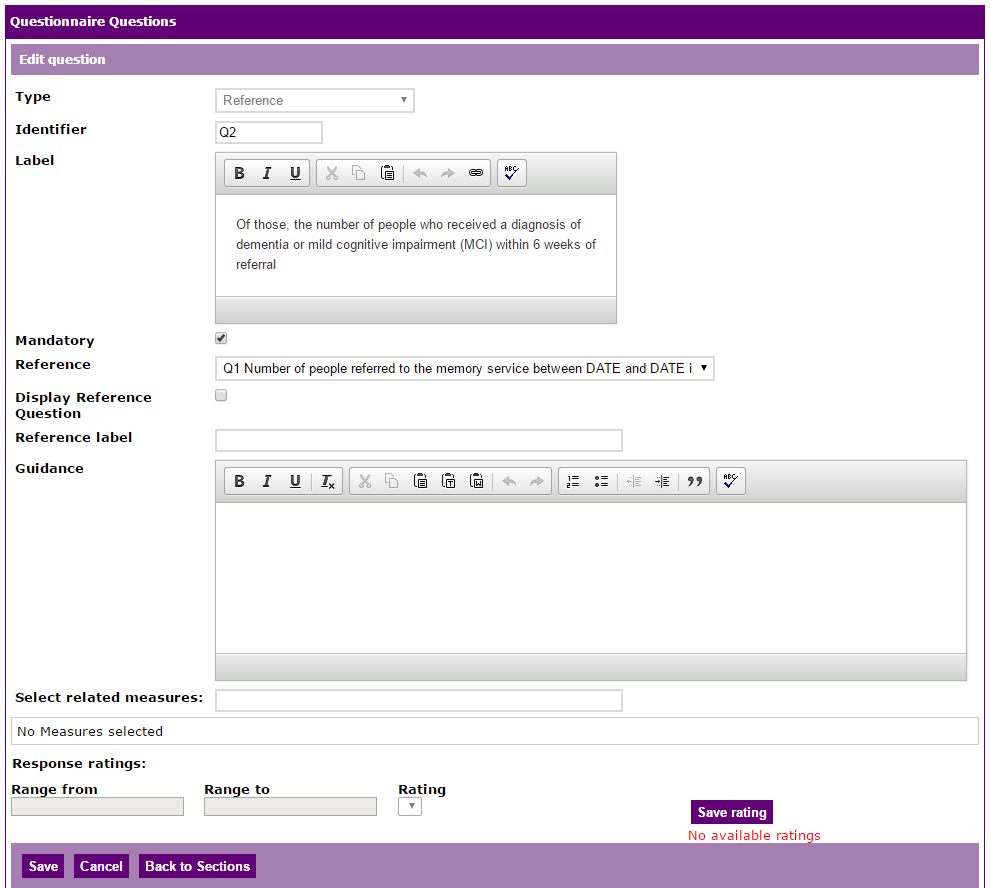 Questionnaire Questions
Edit question
Type
Reference
Identifier
Q2
Label
B I U ABC
Of those, the number of people who received a diagnosis of
dementia or mild cognitive impairment (MCI) within 6 weeks of
referral
Mandatory
Reference
Q1 Number of people referred to the memory service between DATE and DATE i
Display Reference
Question
Reference label
Guidance
B I U Tx ABC
Select related measures:
No Measures selected
Response ratings:
Range from Range to Rating
Save rating
No available ratings
Save Cancel Back to Sections